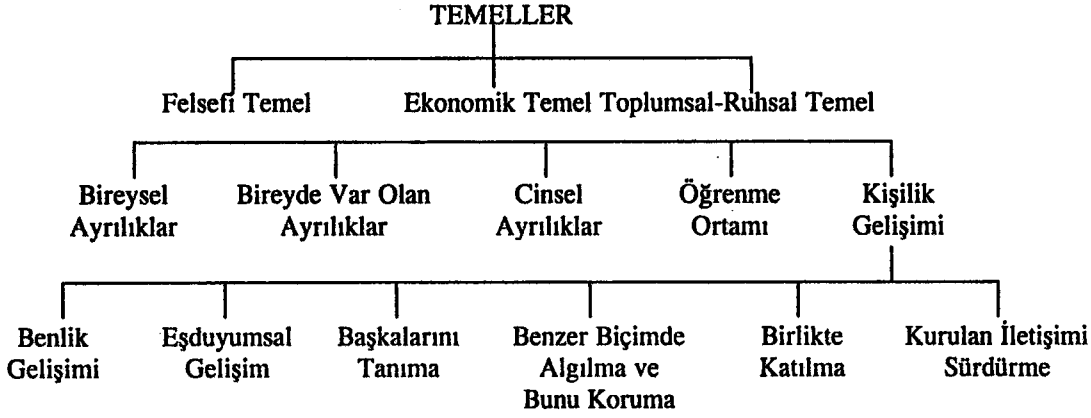 TEMELLER
Felsefi Temel Ekonomik Temel Toplumsal-Ruhsal Temel
Bireysel Ayrılıklar
Bireyde Var Olan Ayrılıklar
Cinsel Ayrılıklar
Öğrenme Ortamı
Kişilik Gelişimi
Benlik Gelişimi
Eşduyumsal Gelişim
Başkalarını Tanıma
Benzer Biçimde Algılma ve Bunu Koruma
Birlikte Katılma
Kurulan İletişimi Sürdürme